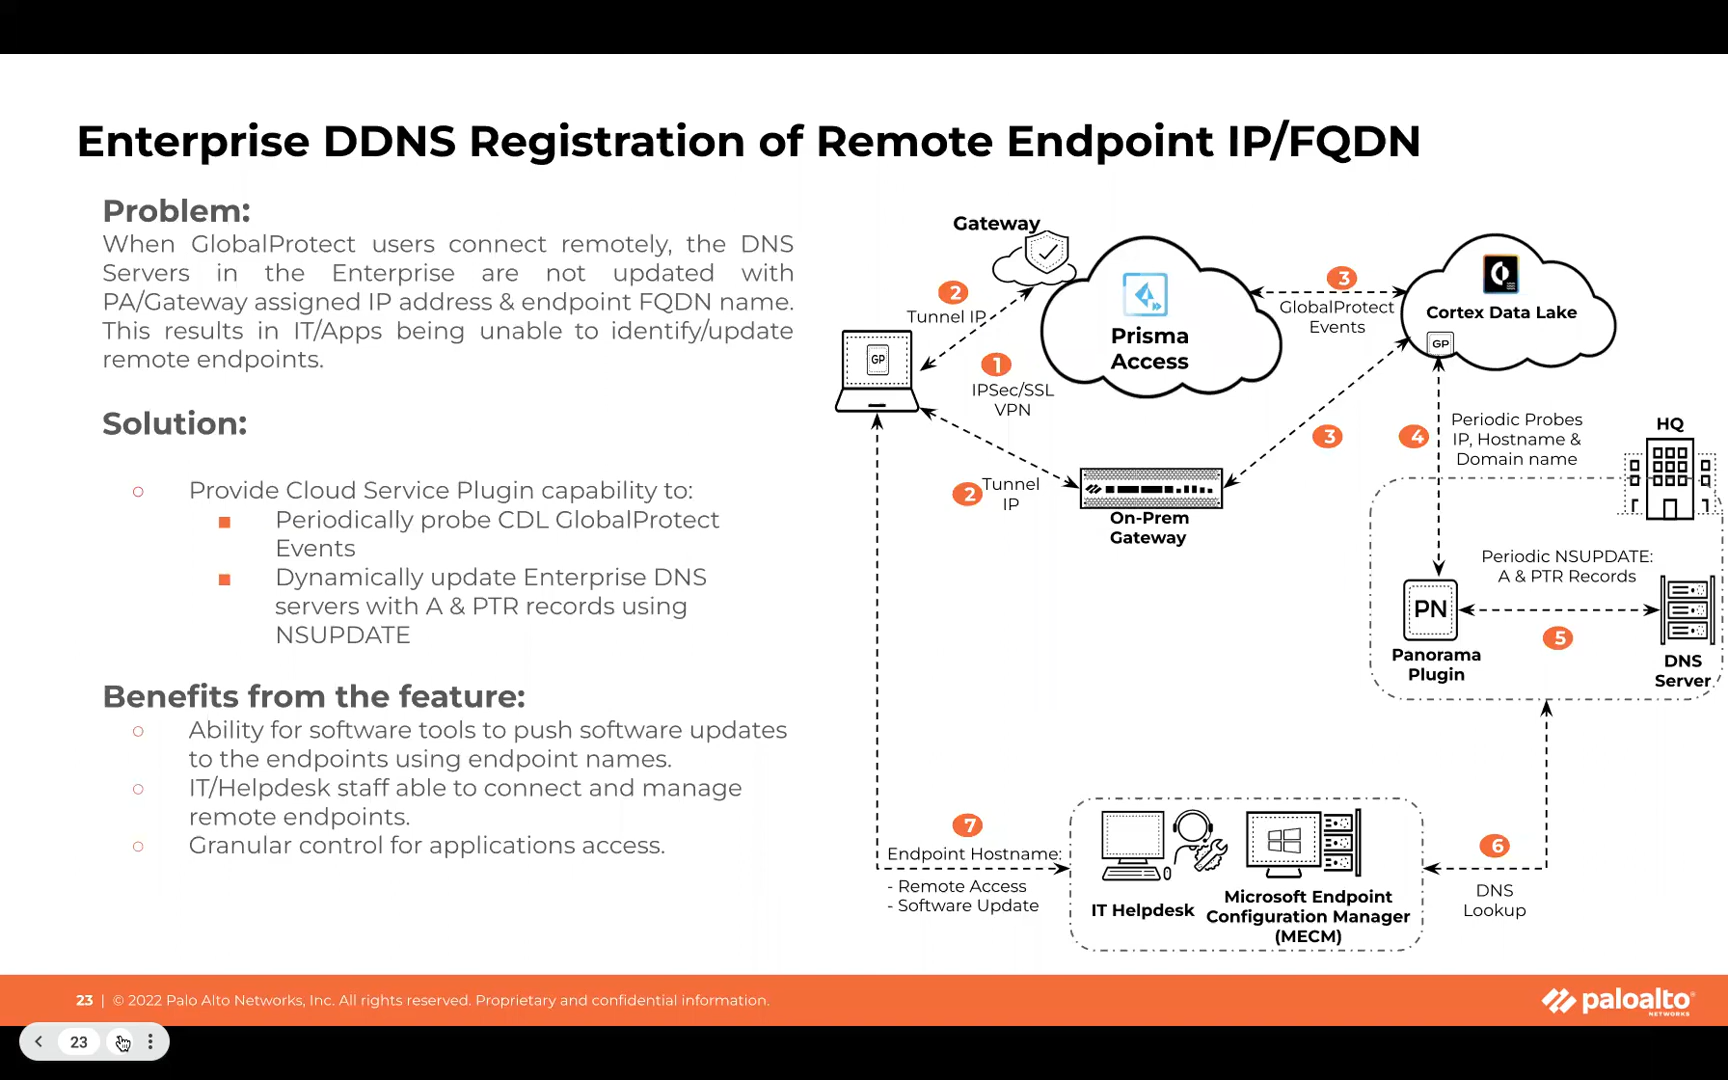 Enterprise DDNS Registration of Remote Endpoint IP/FQDN
Problem:
When GlobalProtect users connect remotely, the DNS
Servers in the Enterprise are not updated with
PA/Gateway assigned IP address & endpoint FQDN name.
This results in IT/Apps being unable to identify/update
remote endpoints.
Solution:
Provide Cloud Service Plugin capability to:
Periodically probe CDL GlobalProtect
Events
Dynamically update Enterprise DNS
servers with A & PTR records using
NSUPDATE
Benefits from the feature:
Ability for software tools to push software updates
to the endpoints using endpoint names.
IT/Helpdesk staff able to connect and manage
remote endpoints.
Granular control for applications access.
Gateway
2
Tunnel IP
GP
1
IPSec/SSL
VPN
Prisma
Access
3
GlobalProtect
Events
Cortex Data Lake
GP
2
Tunnel
IP
On-Prem
Gateway
3
4
Periodic Probes
IP, Hostname &
Domain name
HQ
Periodic NSUPDATE:
A & PTR Records
PN
5
Panorama
Plugin
DNS
Server
7
Endpoint Hostname:
- Remote Access
- Software Update
IT Helpdesk
Microsoft Endpoint
Configuration Manager
(MECM)
6
DNS
Lookup
23 | © 2022 Palo Alto Networks, Inc. All rights reserved. Proprietary and confidential information.
paloalto
NETWORKS
23